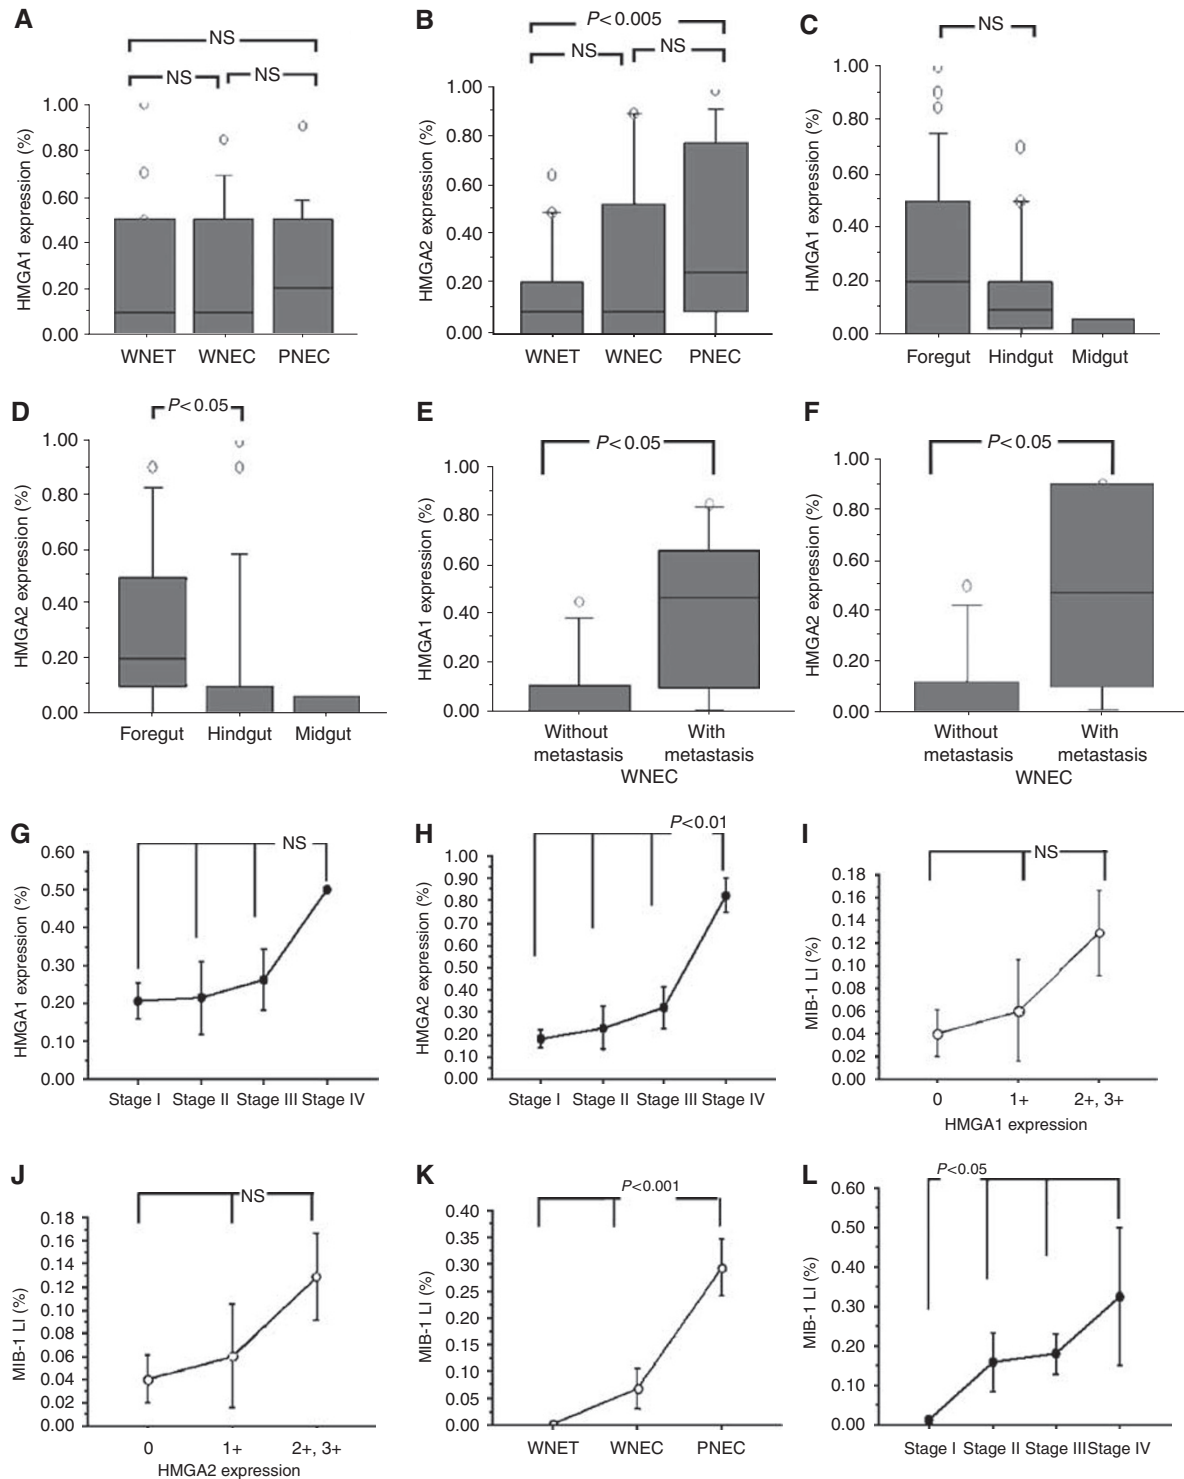 A
NS
NS
NS
HMGA1 expression (%)
1.00
0.80
0.60
0.40
0.20
0.00
WNET WNEC PNEC
B
P<0.005
NS
NS
HMGA2 expression (%)
1.00
0.80
0.60
0.40
0.20
0.00
WNET WNEC PNEC
C
NS
HMGA1 expression (%)
1.00
0.80
0.60
0.40
0.20
0.00
Foregut Hindgut Midgut
D
P<0.05
HMGA2 expression (%)
1.00
0.80
0.60
0.40
0.20
0.00
Foregut Hindgut Midgut
E
P<0.05
HMGA1 expression (%)
1.00
0.80
0.60
0.40
0.20
0.00
Without With
metastasis metastasis
WNEC
F
P<0.05
HMGA2 expression (%)
1.00
0.80
0.60
0.40
0.20
0.00
Without With
metastasis metastasis
WNEC
G
NS
HMGA1 expression (%)
0.60
0.50
0.40
0.30
0.20
0.10
0.00
Stage I Stage II Stage III Stage IV
H
P<0.01
HMGA2 expression (%)
1.00
0.90
0.80
0.70
0.60
0.50
0.40
0.30
0.20
0.10
0.00
Stage I Stage II Stage III Stage IV
I
NS
MIB-1 LI (%)
0.18
0.16
0.14
0.12
0.10
0.08
0.06
0.04
0.02
0.00
0 1+ 2+, 3+
HMGA1 expression
J
NS
MIB-1 LI (%)
0.18
0.16
0.14
0.12
0.10
0.08
0.06
0.04
0.02
0.00
0 1+ 2+, 3+
HMGA2 expression
K
P<0.001
MIB-1 LI (%)
0.40
0.35
0.30
0.25
0.20
0.15
0.10
0.05
0.00
WNET WNEC PNEC
L
P<0.05
MIB-1 LI (%)
0.60
0.50
0.40
0.30
0.20
0.10
0.00
Stage I Stage II Stage III Stage IV